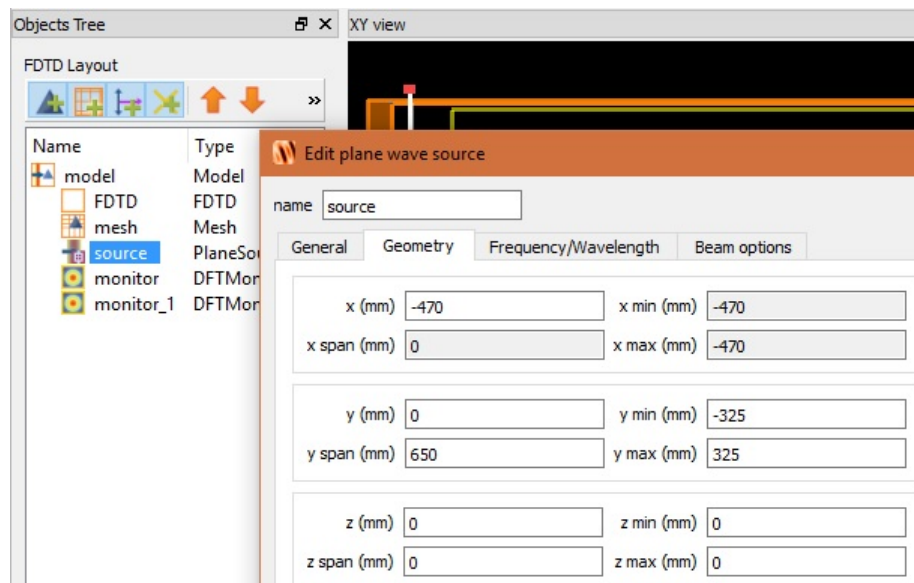 Objects Tree
XY view
FDTD Layout
»
Name Type
model Model
FDTD FDTD
mesh Mesh
source PlaneSou
monitor DFTMor
monitor_1 DFTMor
Edit plane wave source
name source
General Geometry Frequency/Wavelength Beam options
x (mm) -470 x min (mm) -470
x span (mm) 0 x max (mm) -470
y (mm) 0 y min (mm) -325
y span (mm) 650 y max (mm) 325
z (mm) 0 z min (mm) 0
z span (mm) 0 z max (mm) 0